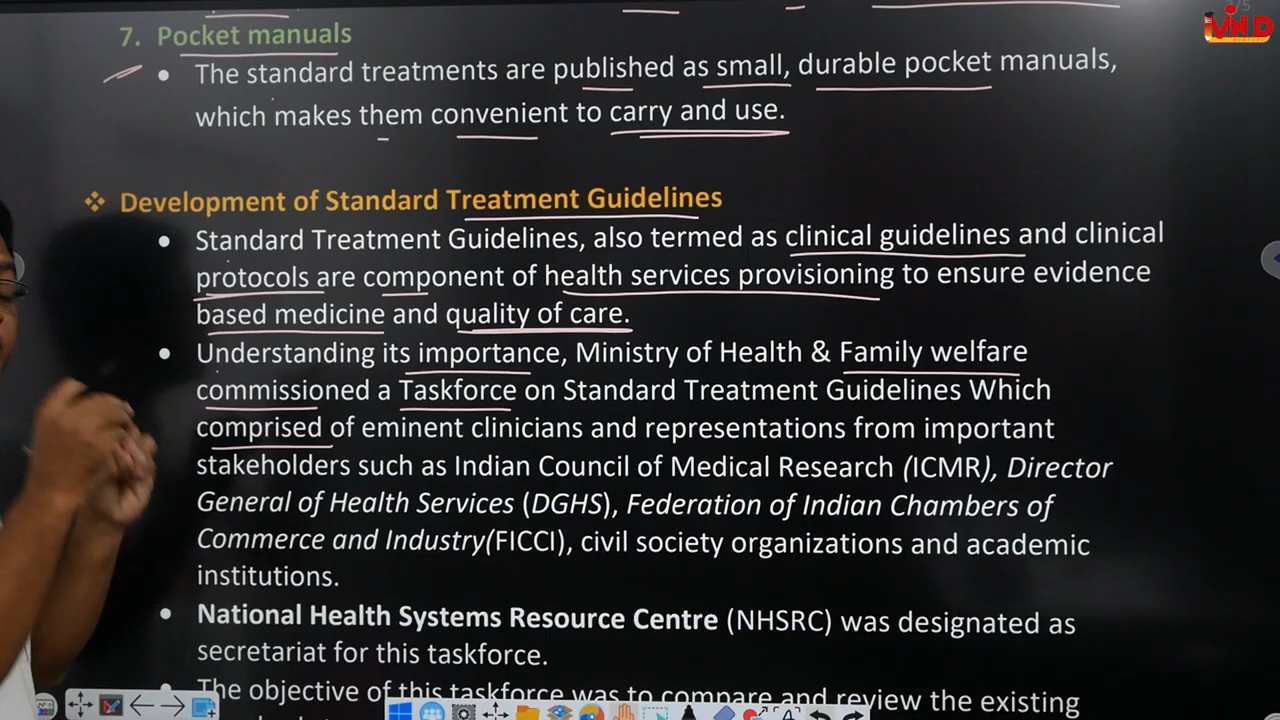 /5
MIND
7. Pocket manuals
• The standard treatments are published as small, durable pocket manuals,
which makes them convenient to carry and use.
❖ Development of Standard Treatment Guidelines
• Standard Treatment Guidelines, also termed as clinical guidelines and clinical
protocols are component of health services provisioning to ensure evidence
based medicine and quality of care.
• Understanding its importance, Ministry of Health & Family welfare
commissioned a Taskforce on Standard Treatment Guidelines Which
comprised of eminent clinicians and representations from important
stakeholders such as Indian Council of Medical Research (ICMR), Director
General of Health Services (DGHS), Federation of Indian Chambers of
Commerce and Industry(FICCI), civil society organizations and academic
institutions.
• National Health Systems Resource Centre (NHSRC) was designated as
secretariat for this taskforce.
• The objective of this taskforce was to compare and review the existing